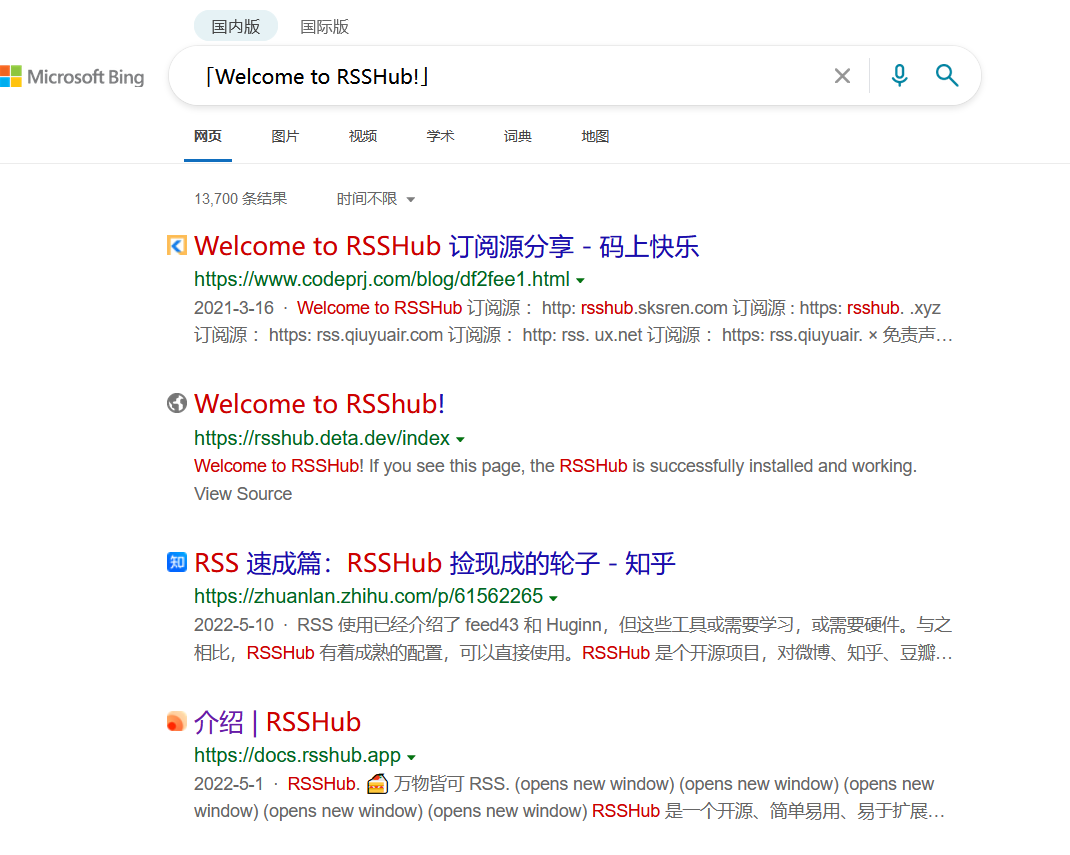 国内版 国际版
Microsoft Bing
「Welcome to RSSHub!」
网页 图片 视频 学术 词典 地图
13,700 条结果 时间不限
Welcome to RSSHub 订阅源分享 - 码上快乐
https://www.codeprj.com/blog/df2fee1.html
2021-3-16 · Welcome to RSSHub 订阅源： http: rsshub.sksren.com 订阅源 : https: rsshub. .xyz
订阅源： https: rss.qiuyuair.com 订阅源： http: rss. ux.net 订阅源： https: rss.qiuyuair. × 免责声…
Welcome to RSShub!
https://rsshub.deta.dev/index
Welcome to RSSHub! If you see this page, the RSSHub is successfully installed and working.
View Source
知 RSS 速成篇：RSSHub 捡现成的轮子 - 知乎
https://zhuanlan.zhihu.com/p/61562265
2022-5-10 · RSS 使用已经介绍了 feed43 和 Huginn，但这些工具或需要学习，或需要硬件。与之
相比，RSSHub 有着成熟的配置，可以直接使用。RSSHub 是个开源项目，对微博、知乎、豆瓣…
介绍 | RSSHub
https://docs.rsshub.app
2022-5-1 · RSSHub. 🍰 万物皆可 RSS. (opens new window) (opens new window) (opens new
window) (opens new window) (opens new window) RSSHub 是一个开源、简单易用、易于扩展…